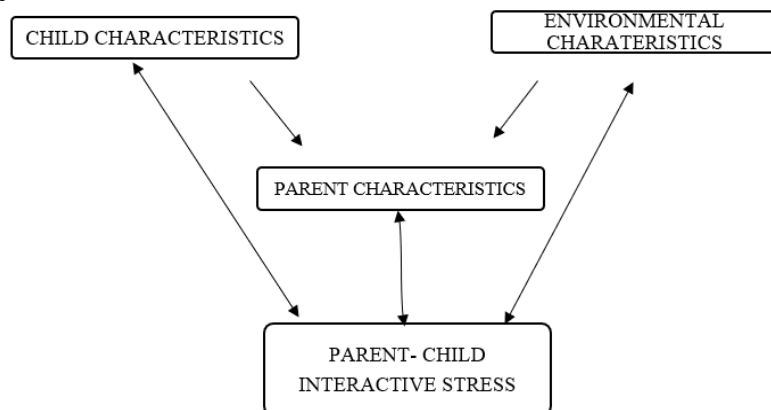 CHILD CHARACTERISTICS
ENVIRONMENTAL
CHARATERISTICS
PARENT CHARACTERISTICS
PARENT- CHILD
INTERACTIVE STRESS